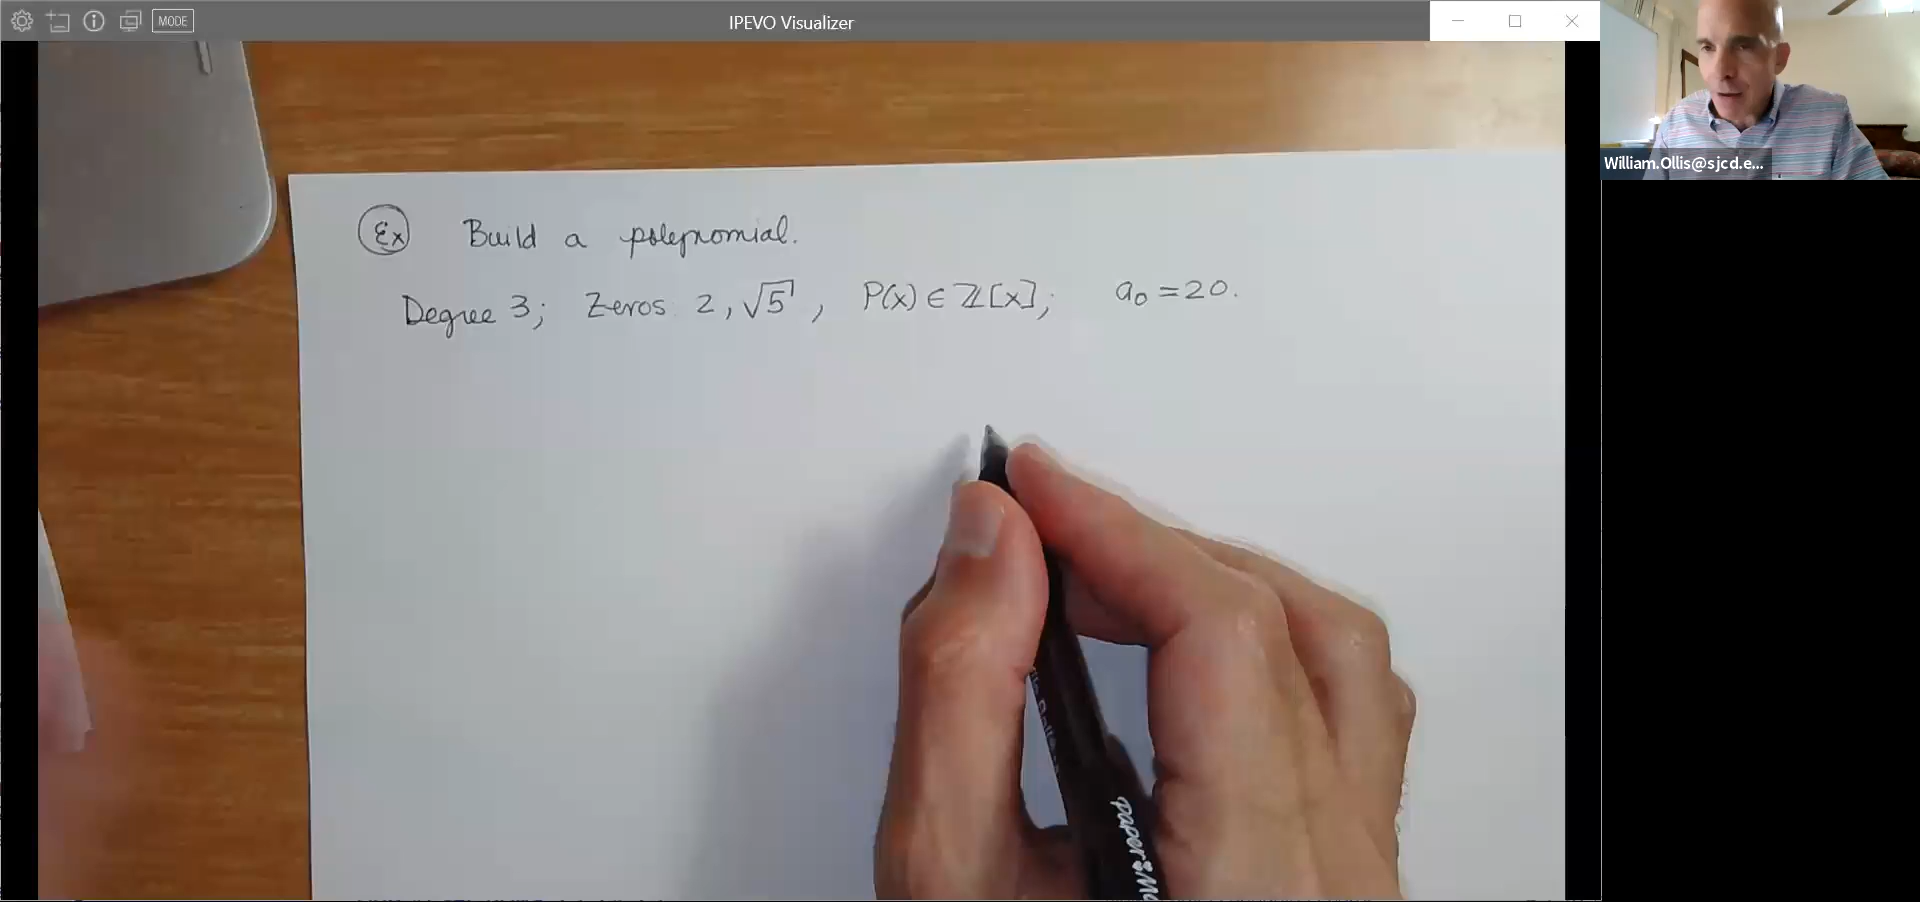 MODE
IPEVO Visualizer
William.Ollis@sjcd.e...
Ex Build a polynomial.
Degree 3; Zeros 2, √5, P(x) ∈ ℤ[x]; a₀ = 20.